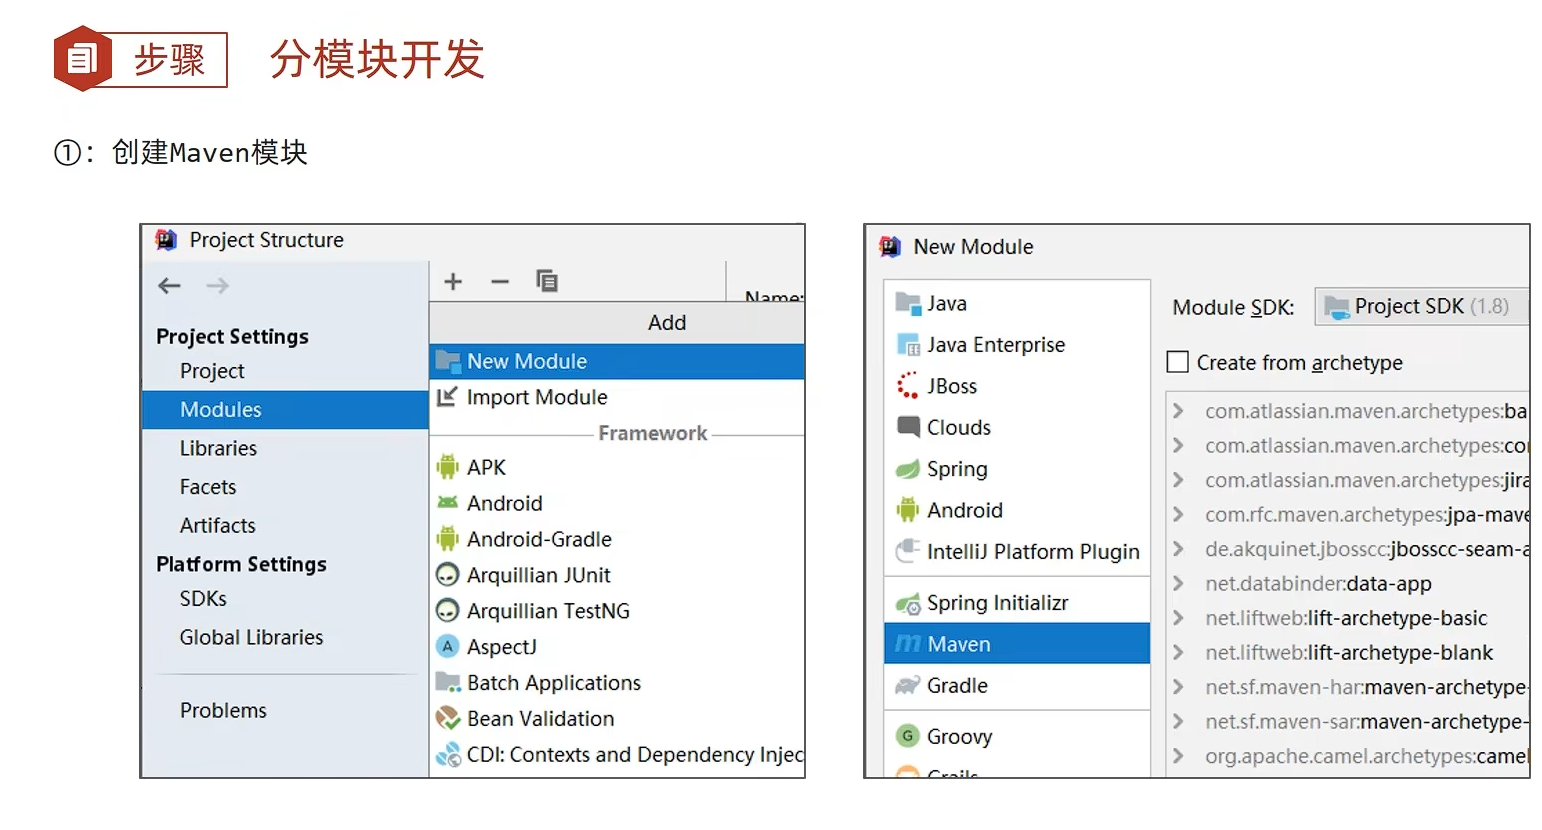 步骤
分模块开发
①：创建Maven模块
Project Structure
Name:
Project Settings
Project
Modules
Libraries
Facets
Artifacts
Platform Settings
SDKs
Global Libraries
Problems
Add
New Module
Import Module
Framework
APK
Android
Android-Gradle
Arquillian JUnit
Arquillian TestNG
AspectJ
Batch Applications
Bean Validation
CDI: Contexts and Dependency Injec
New Module
Java
Java Enterprise
JBoss
Clouds
Spring
Android
IntelliJ Platform Plugin
Spring Initializr
Maven
Gradle
Groovy
Grails
Module SDK: Project SDK (1.8)
Create from archetype
com.atlassian.maven.archetypes:ba
com.atlassian.maven.archetypes:co
com.atlassian.maven.archetypes:jira
com.rfc.maven.archetypes:jpa-mave
de.akquinet.jbosscc:jbosscc-seam-a
net.databinder:data-app
net.liftweb:lift-archetype-basic
net.liftweb:lift-archetype-blank
net.sf.maven-har:maven-archetype-
net.sf.maven-sar:maven-archetype-
org.apache.camel.archetypes:camel